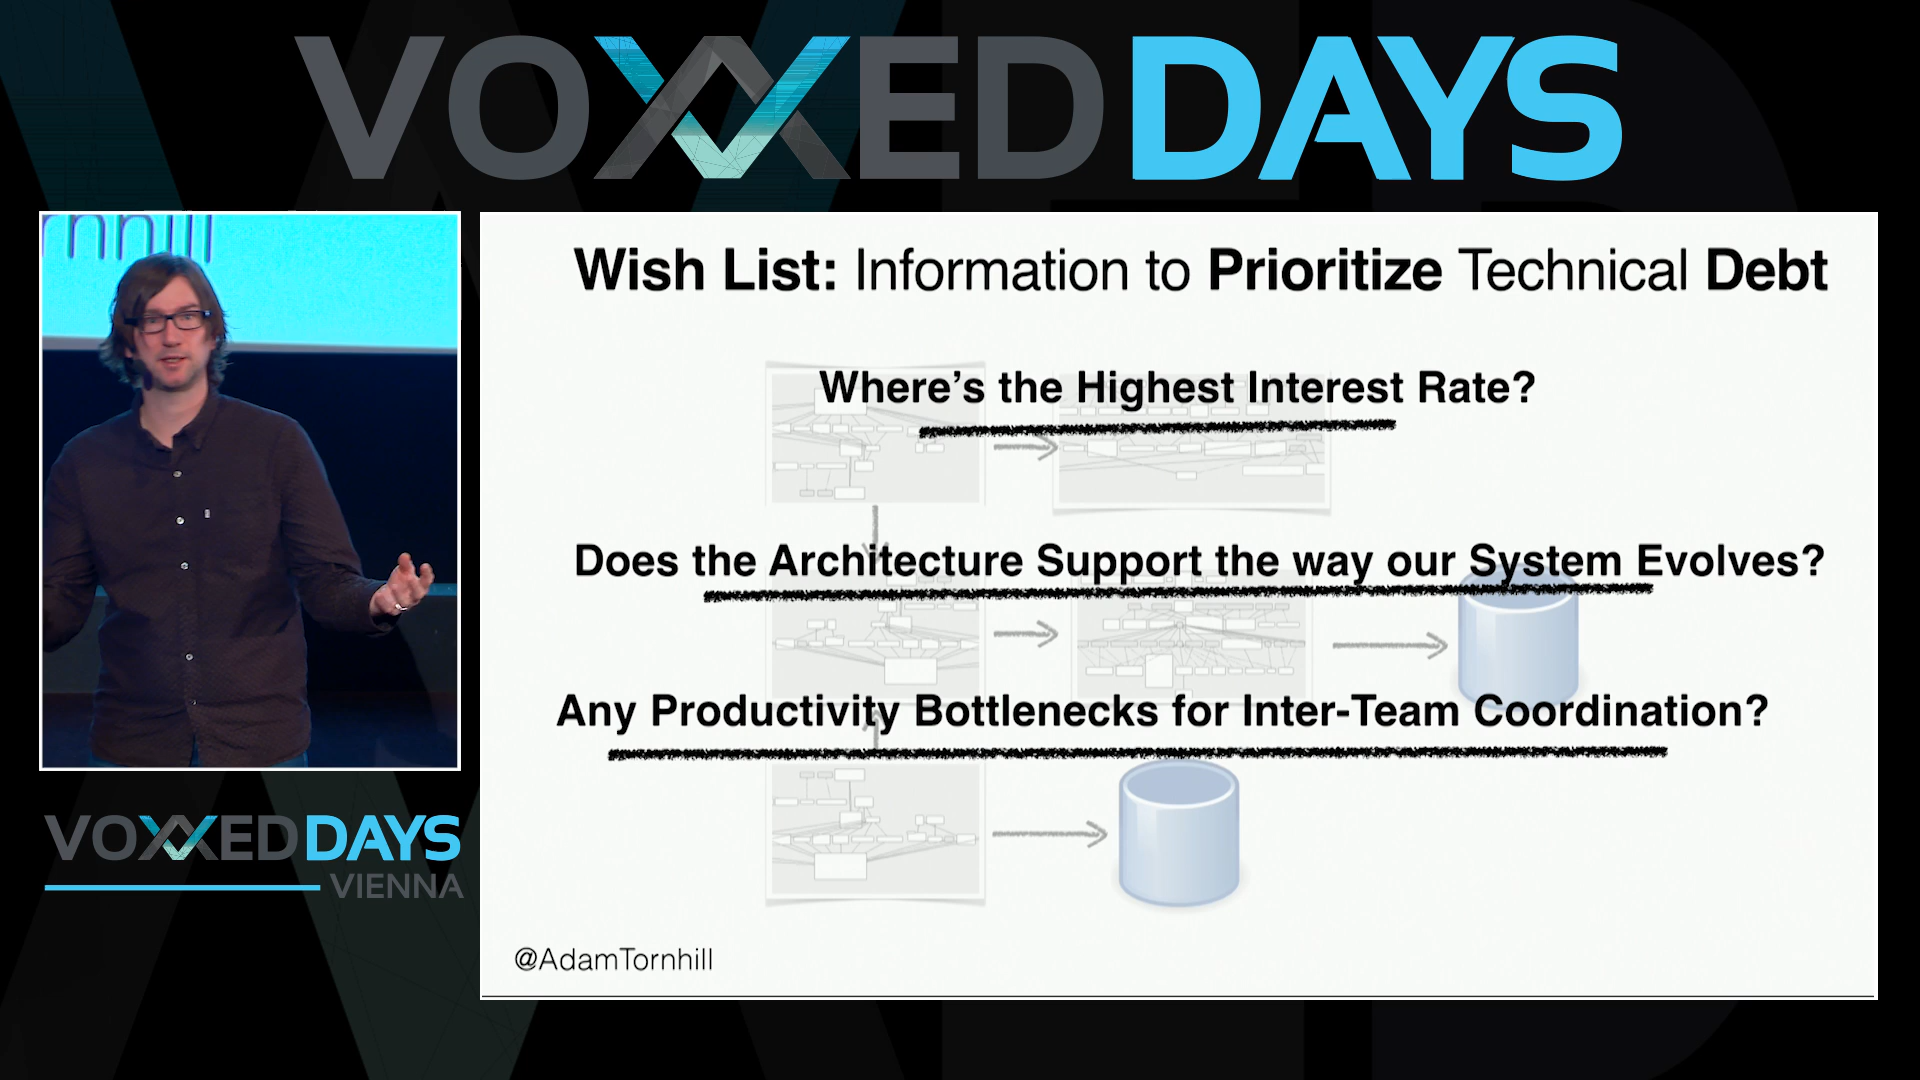 VOXXED DAYS
rnhill
Wish List: Information to Prioritize Technical Debt
Where's the Highest Interest Rate?
Does the Architecture Support the way our System Evolves?
Any Productivity Bottlenecks for Inter-Team Coordination?
@AdamTornhill
VOXXED DAYS
VIENNA